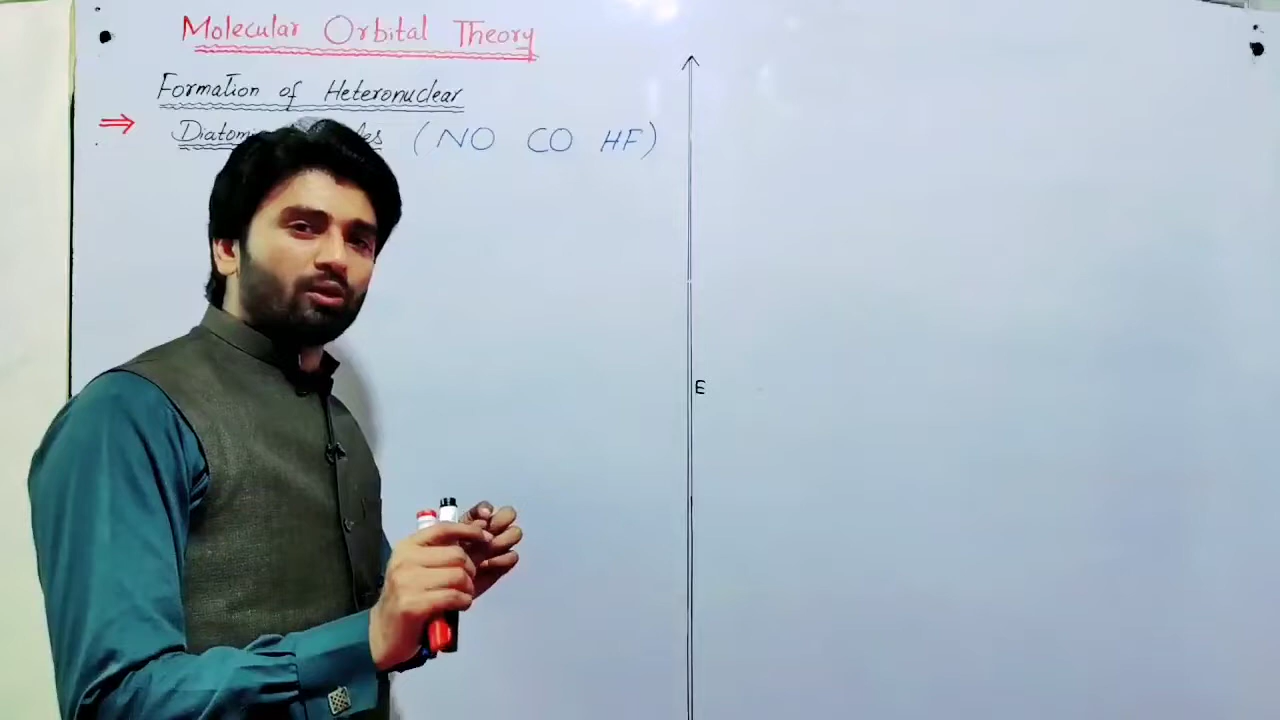 Molecular Orbital Theory
Formation of Heteronuclear
⇒ (NO CO HF)
E